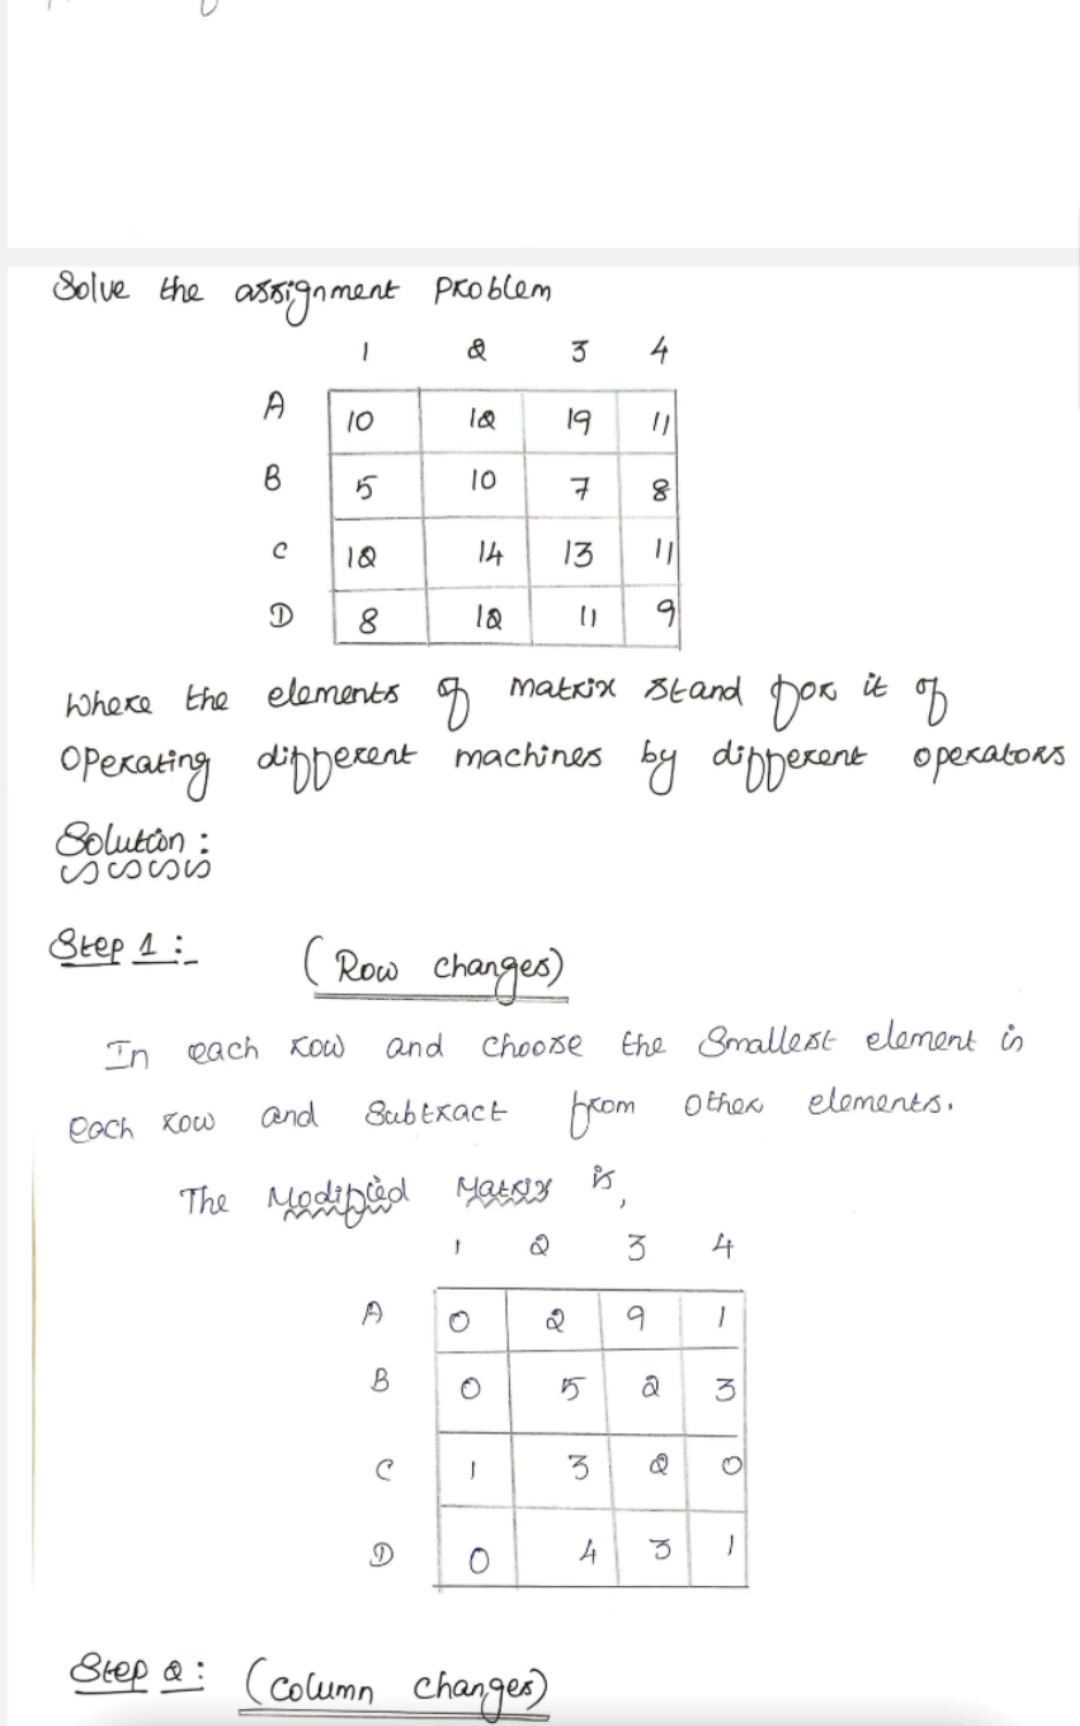 Solve the assignment Problem
1 2 3 4
A 10 12 19 11
B 5 10 7 8
C 12 14 13 11
D 8 12 11 9
Where the elements of matrix stand for it of
Operating different machines by different operators
Solution :
Step 1 :
(Row changes)
In each row and choose the smallest element in
each row and Subtract from other elements.
The Modified Matrix is,
1 2 3 4
A 0 2 9 1
B 0 5 2 3
C 1 3 2 0
D 0 4 3 1
Step 2 : (column changes)